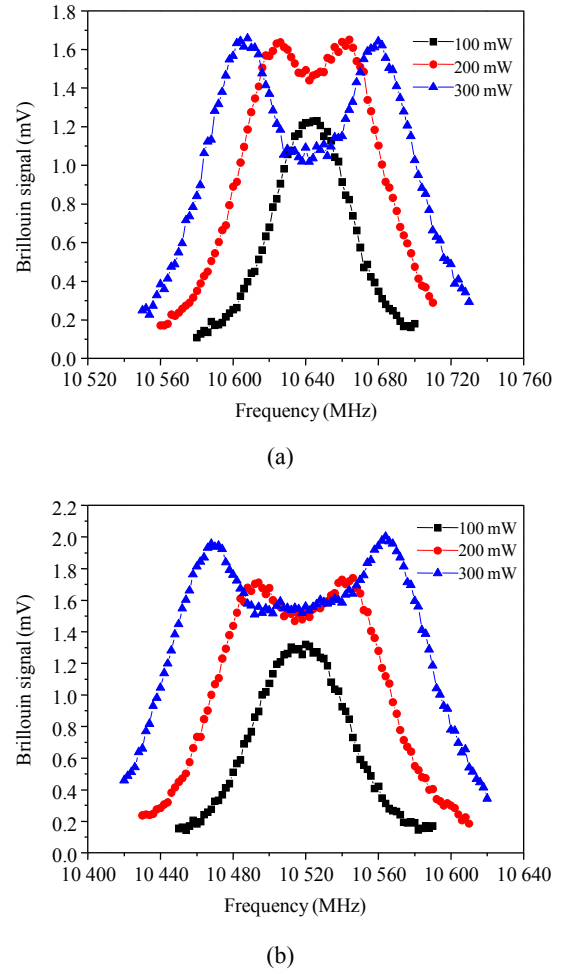 1.8
1.6
1.4
1.2
1.0
0.8
0.6
0.4
0.2
0.0
Brillouin signal (mV)
100 mW
200 mW
300 mW
10 520 10 560 10 600 10 640 10 680 10 720 10 760
Frequency (MHz)
(a)
2.2
2.0
1.8
1.6
1.4
1.2
1.0
0.8
0.6
0.4
0.2
0.0
Brillouin signal (mV)
100 mW
200 mW
300 mW
10 400 10 440 10 480 10 520 10 560 10 600 10 640
Frequency (MHz)
(b)